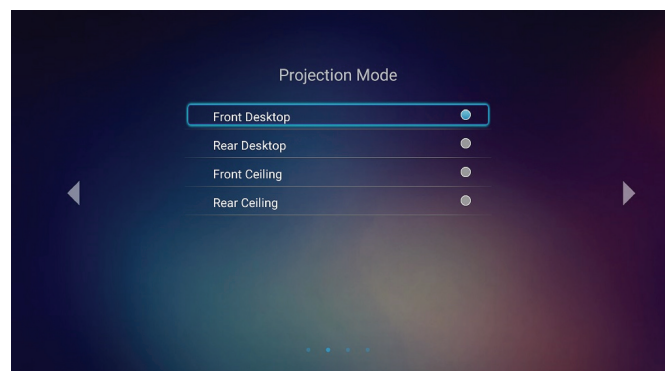 Projection Mode
Front Desktop
Rear Desktop
Front Ceiling
Rear Ceiling